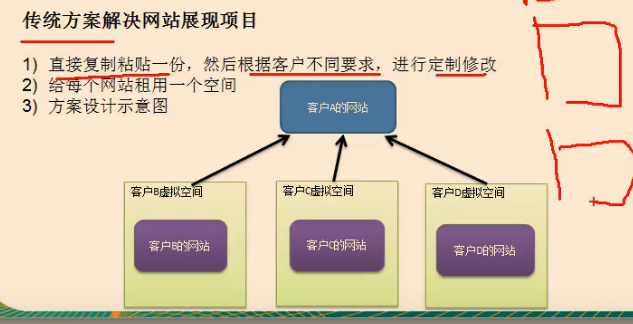 传统方案解决网站展现项目
1) 直接复制粘贴一份，然后根据客户不同要求，进行定制修改
2) 给每个网站租用一个空间
3) 方案设计示意图
客户A的网站
客户B虚拟空间
客户C虚拟空间
客户D虚拟空间
客户B的网站
客户C的网站
客户D的网站